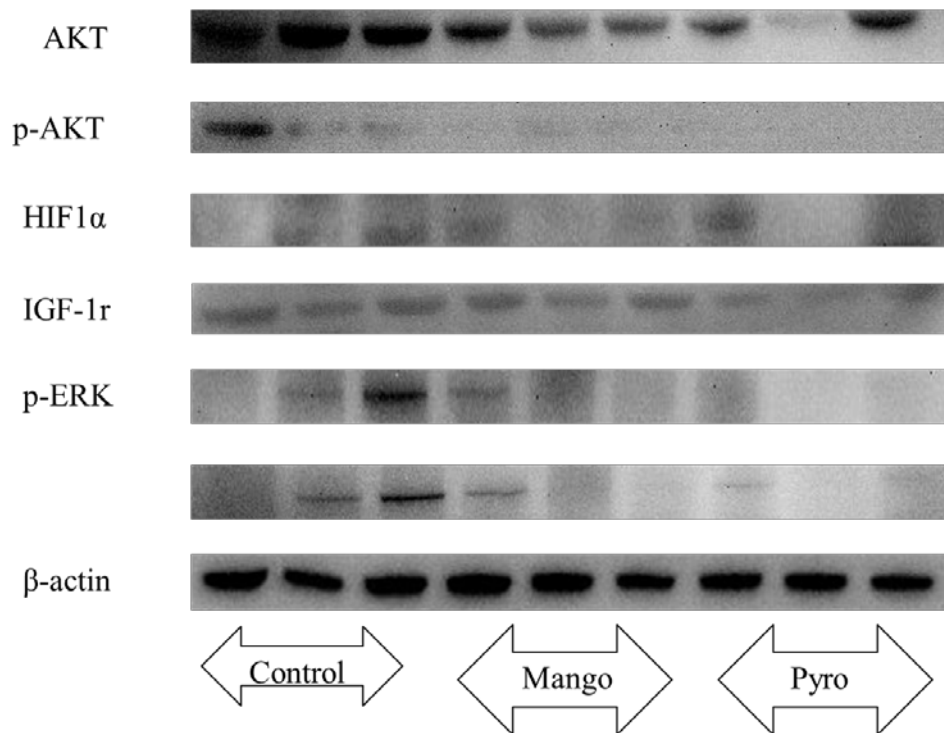 AKT
p-AKT
HIF1α
IGF-1r
p-ERK
β-actin
Control
Mango
Pyro